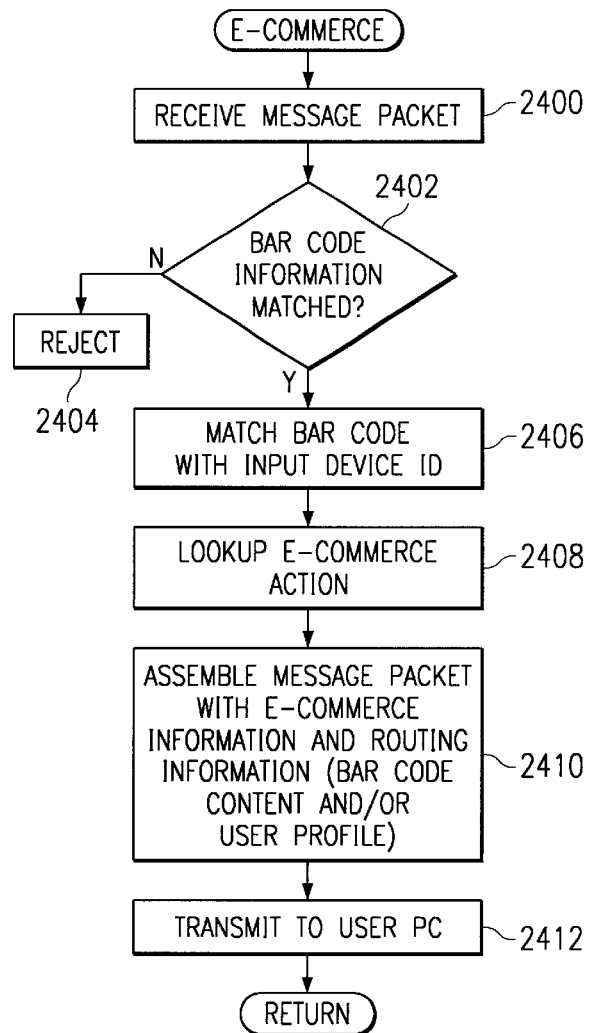 E-COMMERCE
RECEIVE MESSAGE PACKET
2400
2402
BAR CODE
INFORMATION
MATCHED?
N
REJECT
2404
Y
MATCH BAR CODE
WITH INPUT DEVICE ID
2406
LOOKUP E-COMMERCE
ACTION
2408
ASSEMBLE MESSAGE PACKET
WITH E-COMMERCE
INFORMATION AND ROUTING
INFORMATION (BAR CODE
CONTENT AND/OR
USER PROFILE)
2410
TRANSMIT TO USER PC
2412
RETURN